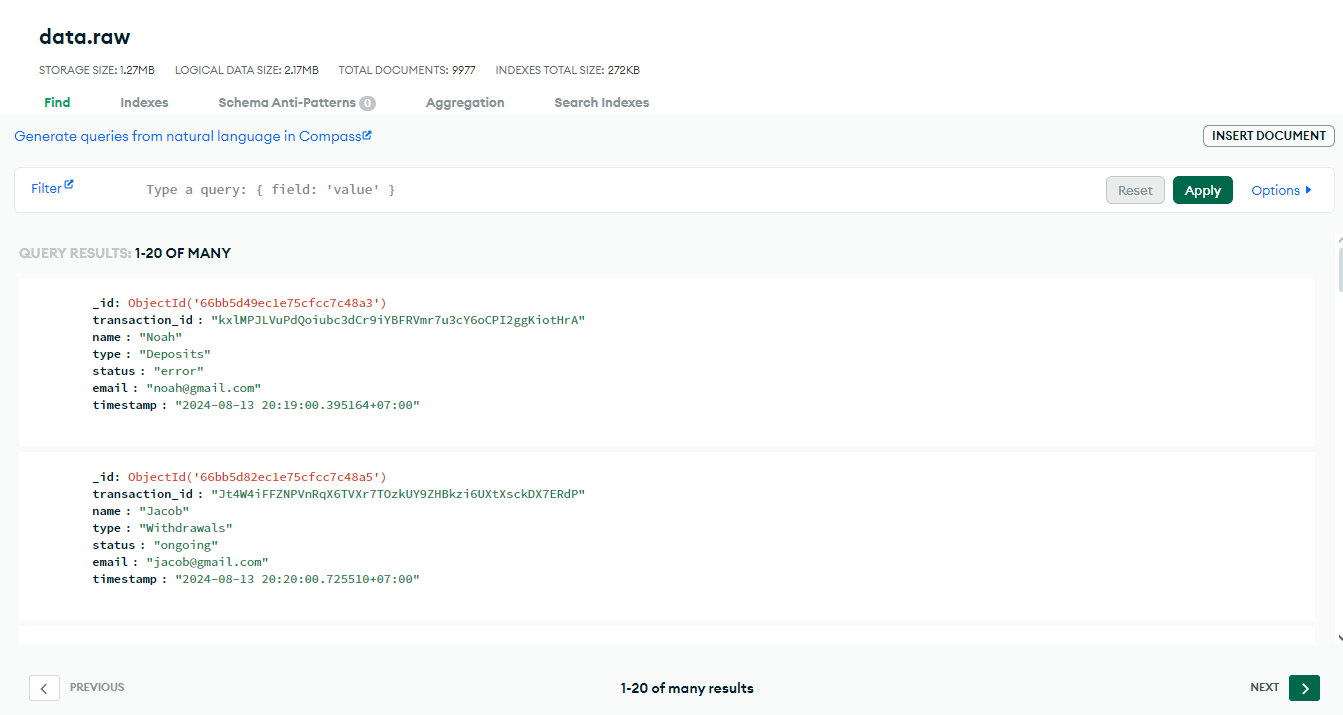 data.raw
STORAGE SIZE: 1.27MB LOGICAL DATA SIZE: 2.17MB TOTAL DOCUMENTS: 9977 INDEXES TOTAL SIZE: 272KB
Find Indexes Schema Anti-Patterns 0 Aggregation Search Indexes
Generate queries from natural language in Compass
INSERT DOCUMENT
Filter Type a query: { field: 'value' } Reset Apply Options
QUERY RESULTS: 1-20 OF MANY
_id: ObjectId('66bb5d49ec1e75cfcc7c48a3')
transaction_id : "kxlMPJLVuPdQoiubc3dCr9iYBFRVmr7u3cY6oCPI2ggKiotHrA"
name : "Noah"
type : "Deposits"
status : "error"
email : "noah@gmail.com"
timestamp : "2024-08-13 20:19:00.395164+07:00"
_id: ObjectId('66bb5d82ec1e75cfcc7c48a5')
transaction_id : "Jt4W4iFFZNPVnRqX6TVXr7TOzkUY9ZHBkzi6UXtXsckDX7ERdP"
name : "Jacob"
type : "Withdrawals"
status : "ongoing"
email : "jacob@gmail.com"
timestamp : "2024-08-13 20:20:00.725510+07:00"
PREVIOUS 1-20 of many results NEXT